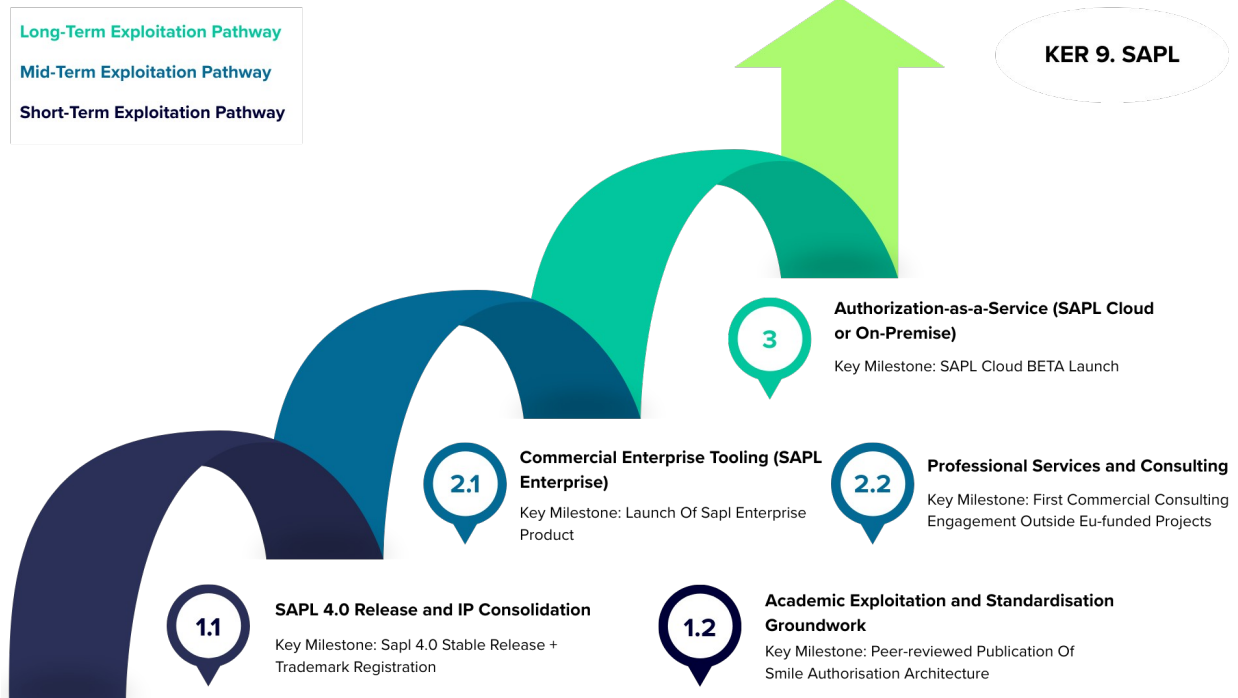 Long-Term Exploitation Pathway
Mid-Term Exploitation Pathway
Short-Term Exploitation Pathway
KER 9. SAPL
3
Authorization-as-a-Service (SAPL Cloud
or On-Premise)
Key Milestone: SAPL Cloud BETA Launch
2.1
Commercial Enterprise Tooling (SAPL
Enterprise)
Key Milestone: Launch Of Sapl Enterprise
Product
2.2
Professional Services and Consulting
Key Milestone: First Commercial Consulting
Engagement Outside Eu-funded Projects
1.1
SAPL 4.0 Release and IP Consolidation
Key Milestone: Sapl 4.0 Stable Release +
Trademark Registration
1.2
Academic Exploitation and Standardisation
Groundwork
Key Milestone: Peer-reviewed Publication Of
Smile Authorisation Architecture